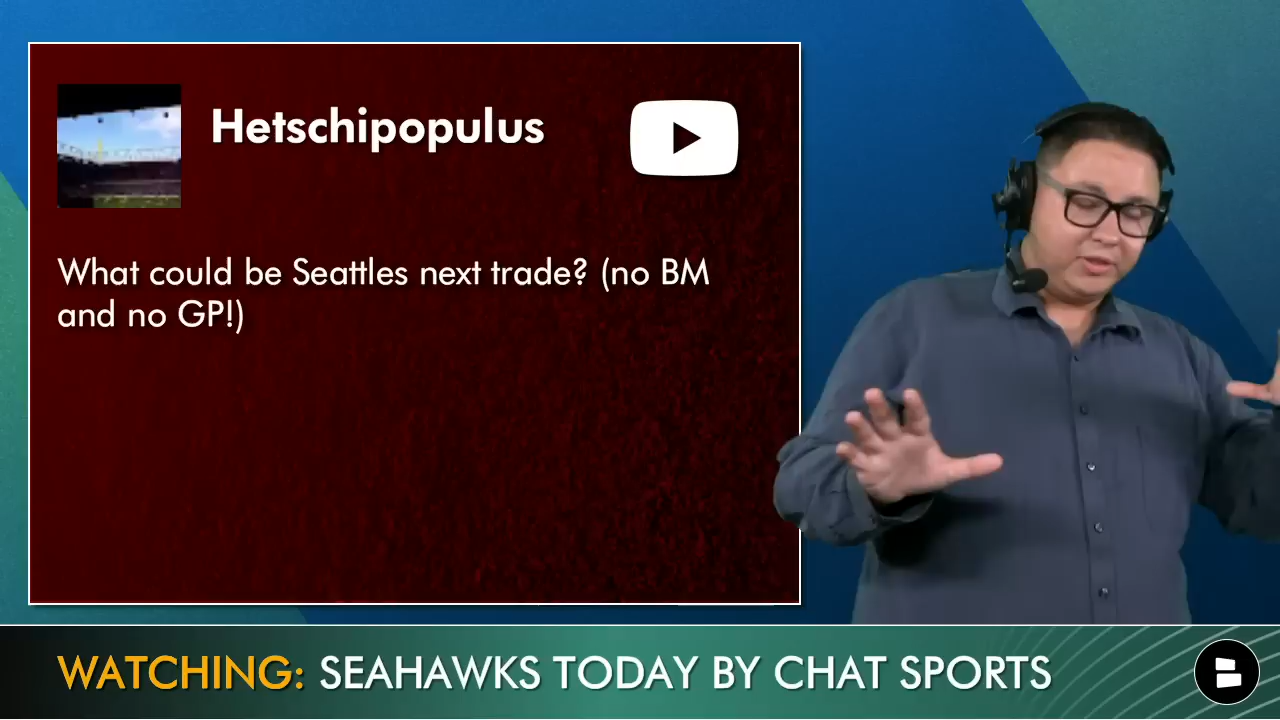 Hetschipopulus
What could be Seattles next trade? (no BM
and no GP!)
WATCHING: SEAHAWKS TODAY BY CHAT SPORTS